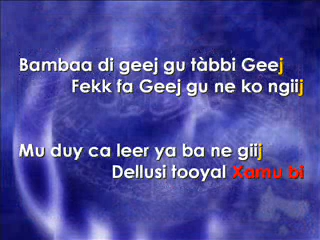 Bambaa di geej gu tàbbi Geej
Fekk fa Geej gu ne ko ngiij
Mu duy ca leer ya ba ne giij
Dellusi tooyal Xamu bi